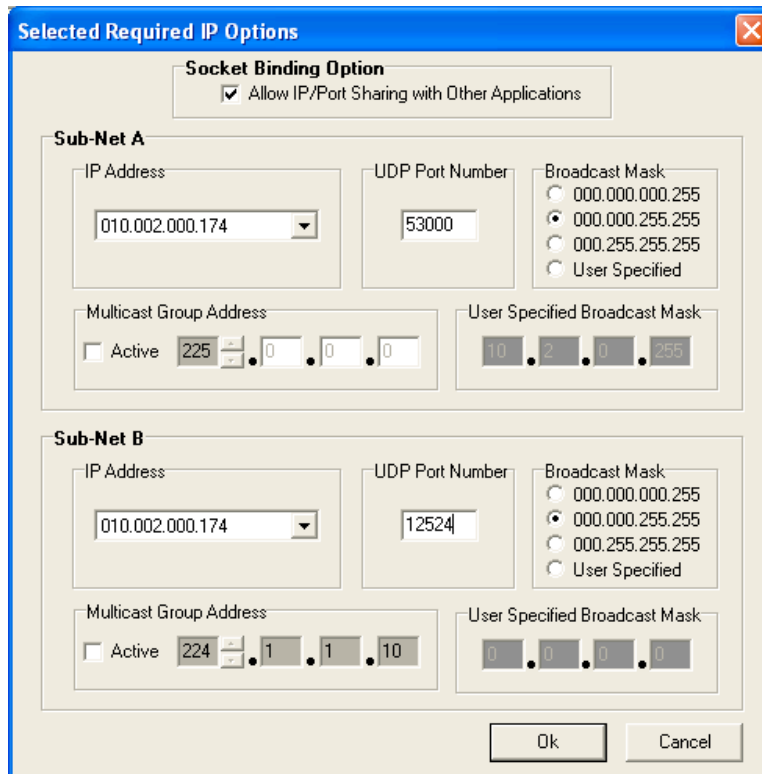 Selected Required IP Options
Socket Binding Option
Allow IP/Port Sharing with Other Applications
Sub-Net A
IP Address
010.002.000.174
UDP Port Number
53000
Broadcast Mask
000.000.000.255
000.000.255.255
000.255.255.255
User Specified
Multicast Group Address
Active 225 . 0 . 0 . 0
User Specified Broadcast Mask
10 . 2 . 0 . 255
Sub-Net B
IP Address
010.002.000.174
UDP Port Number
12524
Broadcast Mask
000.000.000.255
000.000.255.255
000.255.255.255
User Specified
Multicast Group Address
Active 224 . 1 . 1 . 10
User Specified Broadcast Mask
0 . 0 . 0 . 0
Ok
Cancel